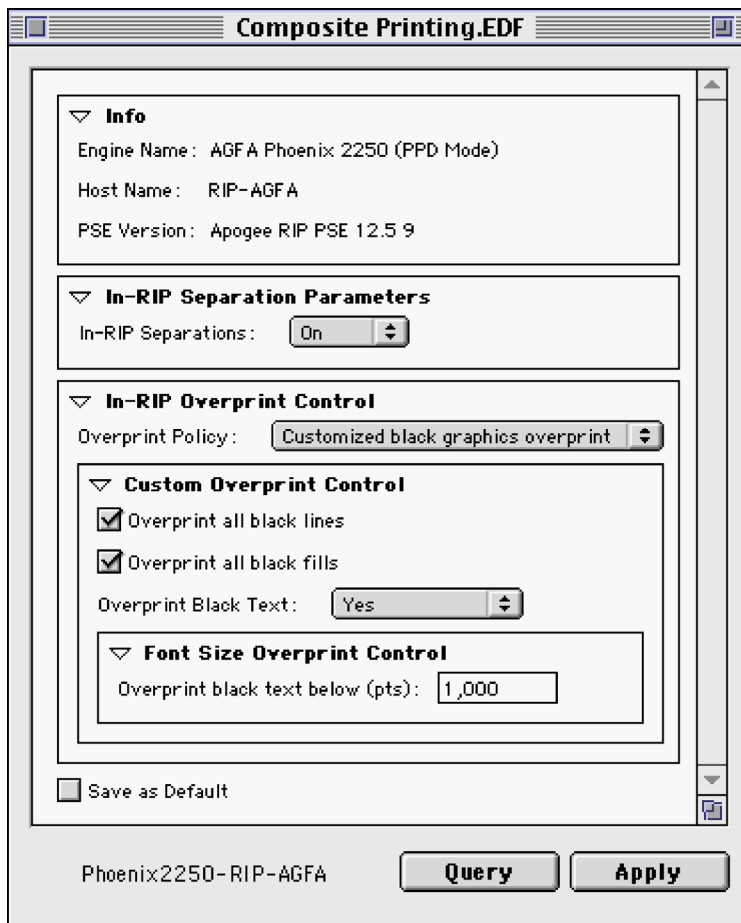 Composite Printing.EDF
Info
Engine Name: AGFA Phoenix 2250 (PPD Mode)
Host Name: RIP-AGFA
PSE Version: Apogee RIP PSE 12.5 9
In-RIP Separation Parameters
In-RIP Separations: On
In-RIP Overprint Control
Overprint Policy: Customized black graphics overprint
Custom Overprint Control
Overprint all black lines
Overprint all black fills
Overprint Black Text: Yes
Font Size Overprint Control
Overprint black text below (pts): 1,000
Save as Default
Phoenix2250-RIP-AGFA Query Apply